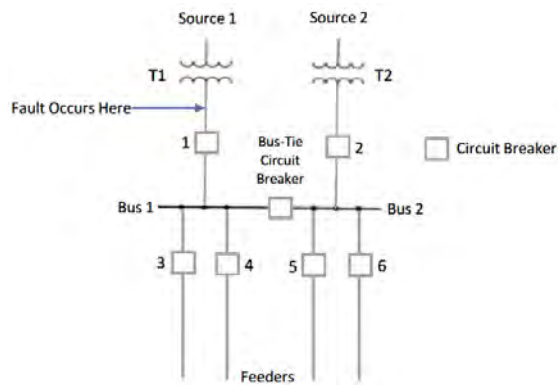 Source 1
Source 2
T1
T2
Fault Occurs Here
1
Bus-Tie
Circuit
Breaker
2
Circuit Breaker
Bus 1
Bus 2
3
4
5
6
Feeders